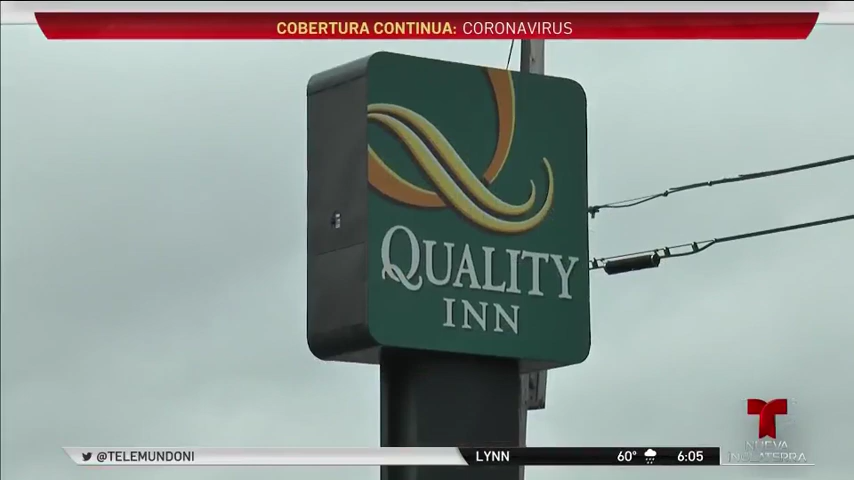 COBERTURA CONTINUA: CORONAVIRUS
QUALITY
INN
NUEVA
INGLATERRA
@TELEMUNDONI
LYNN 60° 6:05